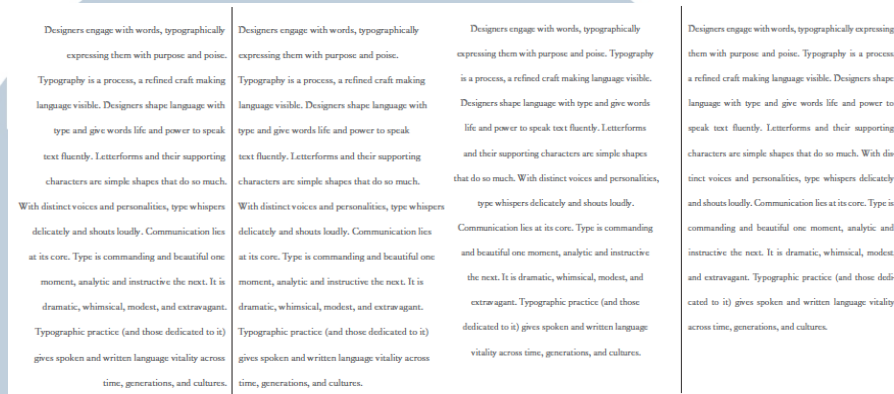 Designers engage with words, typographically
expressing them with purpose and poise.
Typography is a process, a refined craft making
language visible. Designers shape language with
type and give words life and power to speak
text fluently. Letterforms and their supporting
characters are simple shapes that do so much.
With distinct voices and personalities, type whispers
delicately and shouts loudly. Communication lies
at its core. Type is commanding and beautiful one
moment, analytic and instructive the next. It is
dramatic, whimsical, modest, and extravagant.
Typographic practice (and those dedicated to it)
gives spoken and written language vitality across
time, generations, and cultures.
Designers engage with words, typographically
expressing them with purpose and poise.
Typography is a process, a refined craft making
language visible. Designers shape language with
type and give words life and power to speak
text fluently. Letterforms and their supporting
characters are simple shapes that do so much.
With distinct voices and personalities, type whispers
delicately and shouts loudly. Communication lies
at its core. Type is commanding and beautiful one
moment, analytic and instructive the next. It is
dramatic, whimsical, modest, and extravagant.
Typographic practice (and those dedicated to it)
gives spoken and written language vitality across
time, generations, and cultures.
Designers engage with words, typographically
expressing them with purpose and poise. Typography
is a process, a refined craft making language visible.
Designers shape language with type and give words
life and power to speak text fluently. Letterforms
and their supporting characters are simple shapes
that do so much. With distinct voices and personalities,
type whispers delicately and shouts loudly.
Communication lies at its core. Type is commanding
and beautiful one moment, analytic and instructive
the next. It is dramatic, whimsical, modest, and
extravagant. Typographic practice (and those
dedicated to it) gives spoken and written language
vitality across time, generations, and cultures.
Designers engage with words, typographically expressing
them with purpose and poise. Typography is a process
a refined craft making language visible. Designers shape
language with type and give words life and power to
speak text fluently. Letterforms and their supporting
characters are simple shapes that do so much. With dis
tinct voices and personalities, type whispers delicately
and shouts loudly. Communication lies at its core. Type is
commanding and beautiful one moment, analytic and
instructive the next. It is dramatic, whimsical, modest
and extravagant. Typographic practice (and those dedi
cated to it) gives spoken and written language vitality
across time, generations, and cultures.